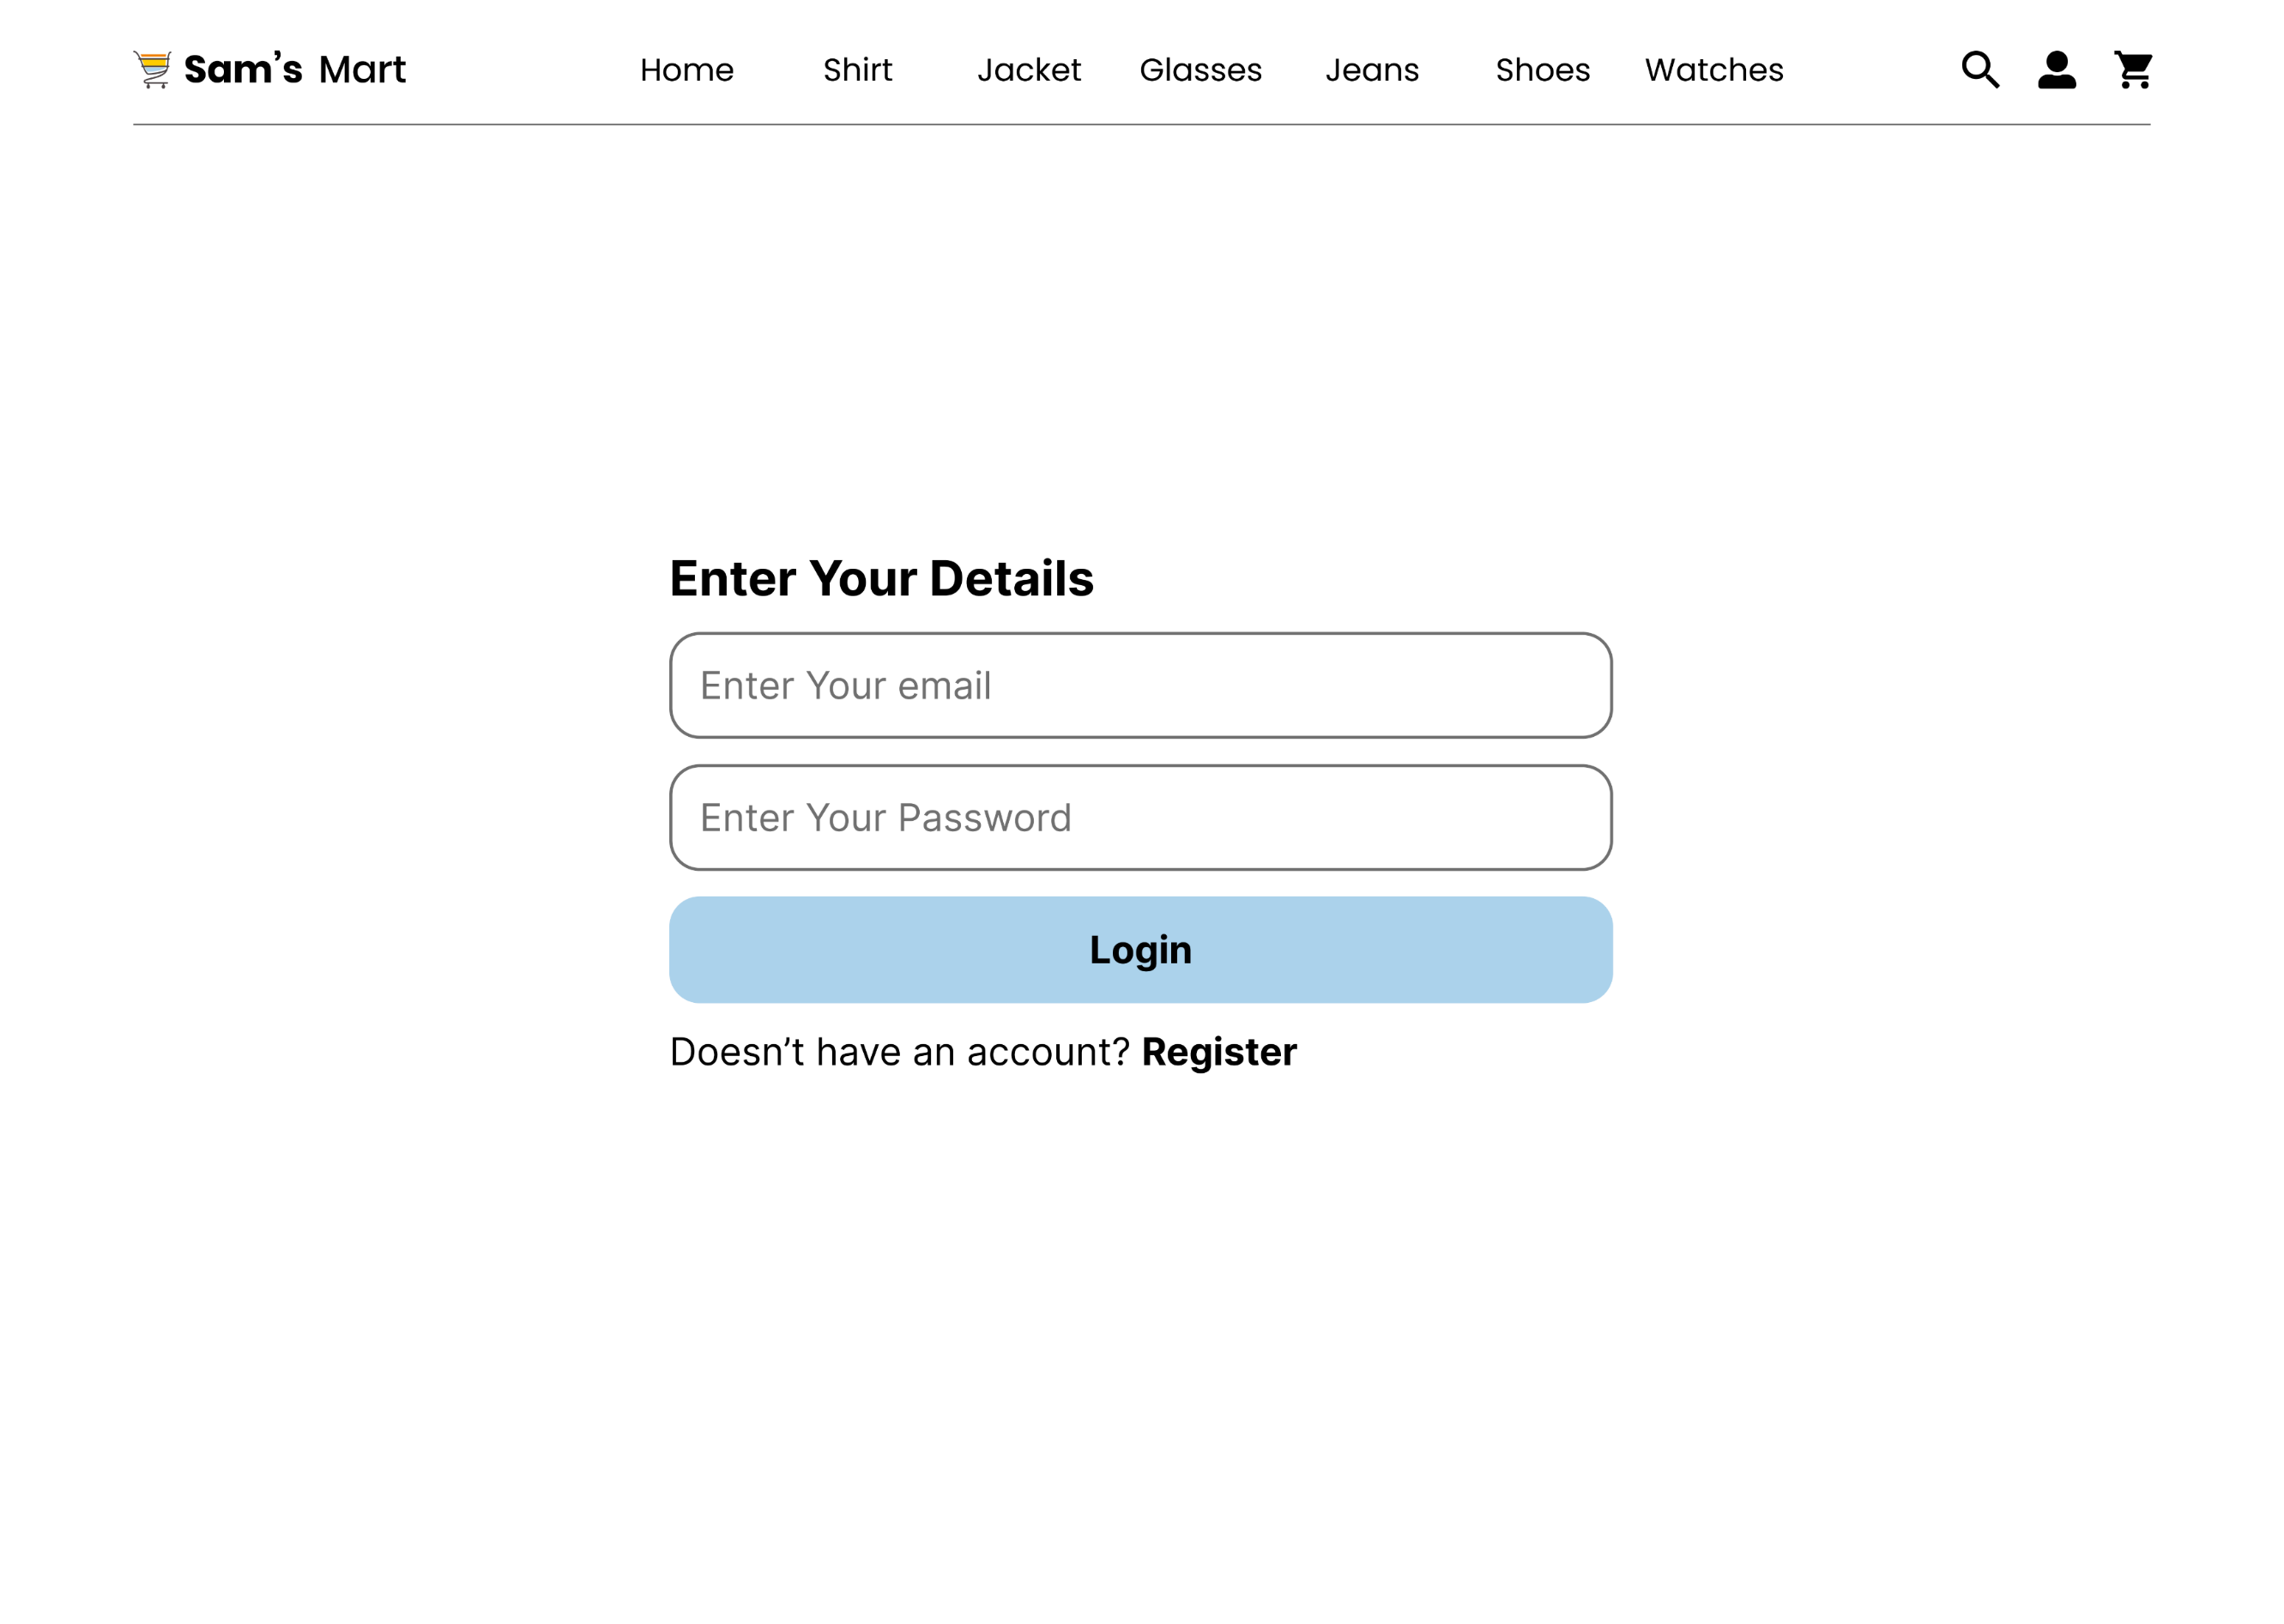 Sam’s Mart Home Shirt Jacket Glasses Jeans Shoes Watches
Enter Your Details
Enter Your email
Enter Your Password
Login
Doesn’t have an account? Register